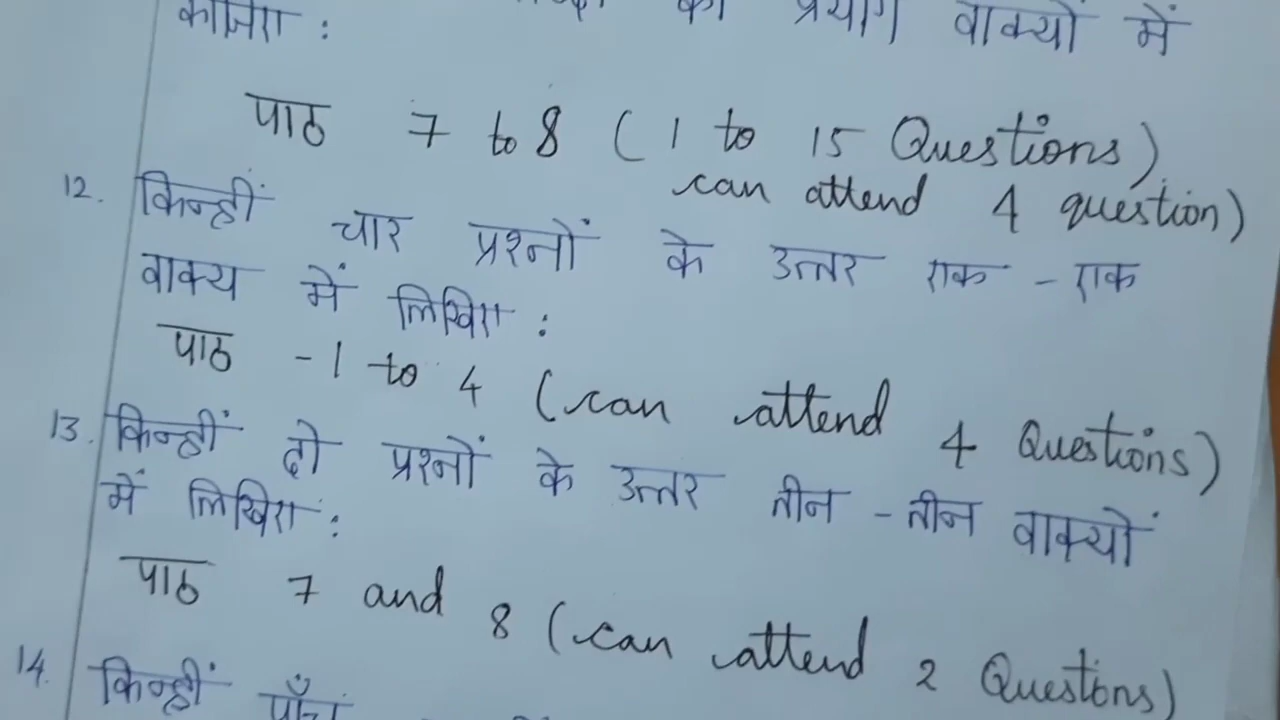 कीजिए : का प्रयोग वाक्यों में
पाठ 7 to 8 ( 1 to 15 Questions)
can attend 4 question)
12. किन्हीं चार प्रश्नों के उत्तर एक - एक
वाक्य में लिखिए :
पाठ - 1 to 4 (can attend 4 Questions)
13. किन्हीं दो प्रश्नों के उत्तर तीन - तीन वाक्यों
में लिखिए :
पाठ 7 and 8 (can attend 2 Questions)
14. किन्हीं पाँच